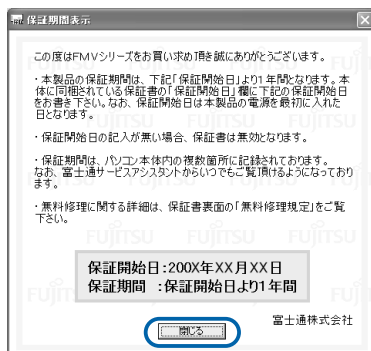 保証期間表示
この度はFMVシリーズをお買い求め頂き誠にありがとうございます。
・本製品の保証期間は、下記「保証開始日」より1年間となります。本
体に同梱されている保証書の「保証開始日」欄に下記の保証開始日
をお書き下さい。なお、保証開始日は本製品の電源を最初に入れた
日となります。
・保証開始日の記入が無い場合、保証書は無効となります。
・保証期間は、パソコン本体内の複数箇所に記録されております。
なお、富士通サービスアシスタントからいつでもご覧頂けるようになっており
ます。
・無料修理に関する詳細は、保証書裏面の「無料修理規定」をご覧
下さい。
保証開始日:200X年XX月XX日
保証期間 :保証開始日より1年間
富士通株式会社
閉じる